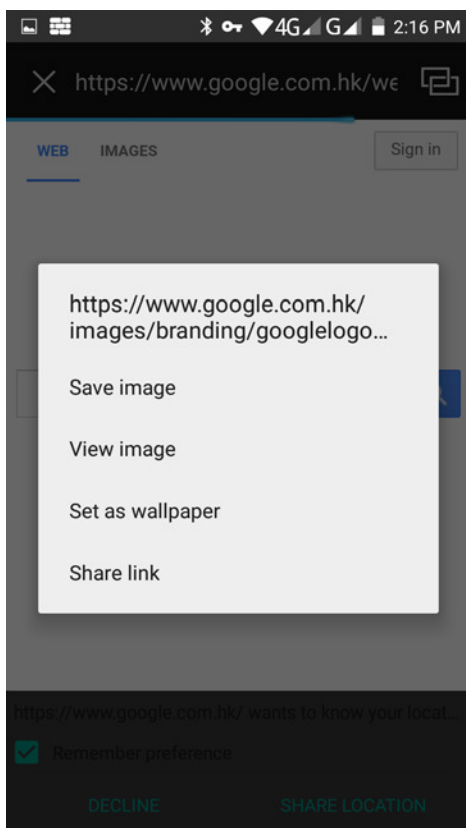 4G G 2:16 PM
https://www.google.com.hk/we
WEB IMAGES Sign in
https://www.google.com.hk/
images/branding/googlelogo...
Save image
View image
Set as wallpaper
Share link
https://www.google.com.hk/ wants to know your locat...
Remember preference
DECLINE SHARE LOCATION